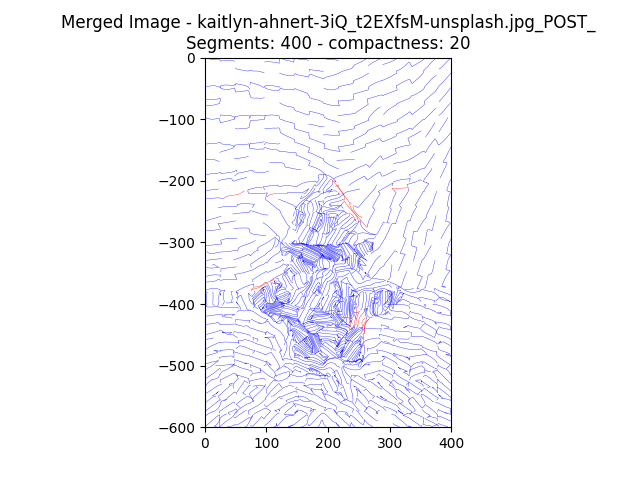 Merged Image - kaitlyn-ahnert-3iQ_t2EXfsM-unsplash.jpg_POST_
Segments: 400 - compactness: 20
0
−100
−200
−300
−400
−500
−600
0 100 200 300 400